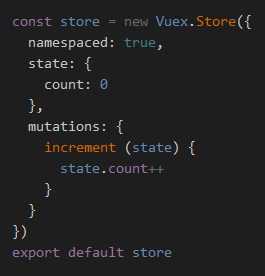 const store = new Vuex.Store({
  namespaced: true,
  state: {
    count: 0
  },
  mutations: {
    increment (state) {
      state.count++
    }
  }
})
export default store